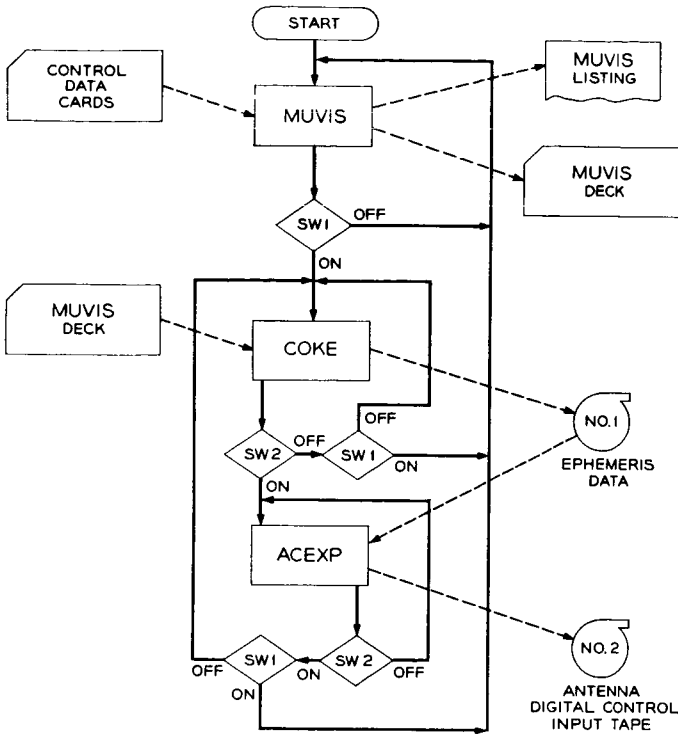 START
CONTROL
DATA
CARDS
MUVIS
MUVIS
LISTING
MUVIS
DECK
SW1
OFF
ON
MUVIS
DECK
COKE
NO.1
EPHEMERIS
DATA
SW2
OFF
SW1
OFF
ON
ON
ACEXP
NO. 2
ANTENNA
DIGITAL CONTROL
INPUT TAPE
SW1
OFF
ON
SW2
ON
OFF